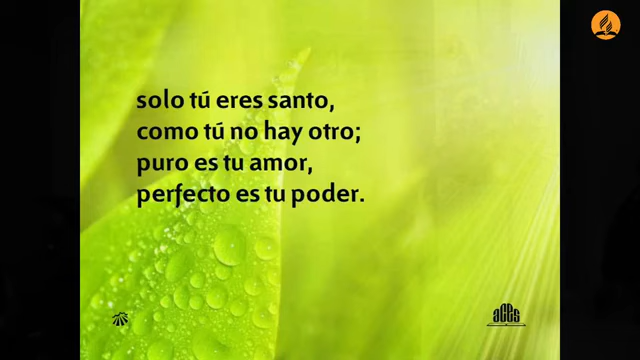 solo tú eres santo,
como tú no hay otro;
puro es tu amor,
perfecto es tu poder.
aces